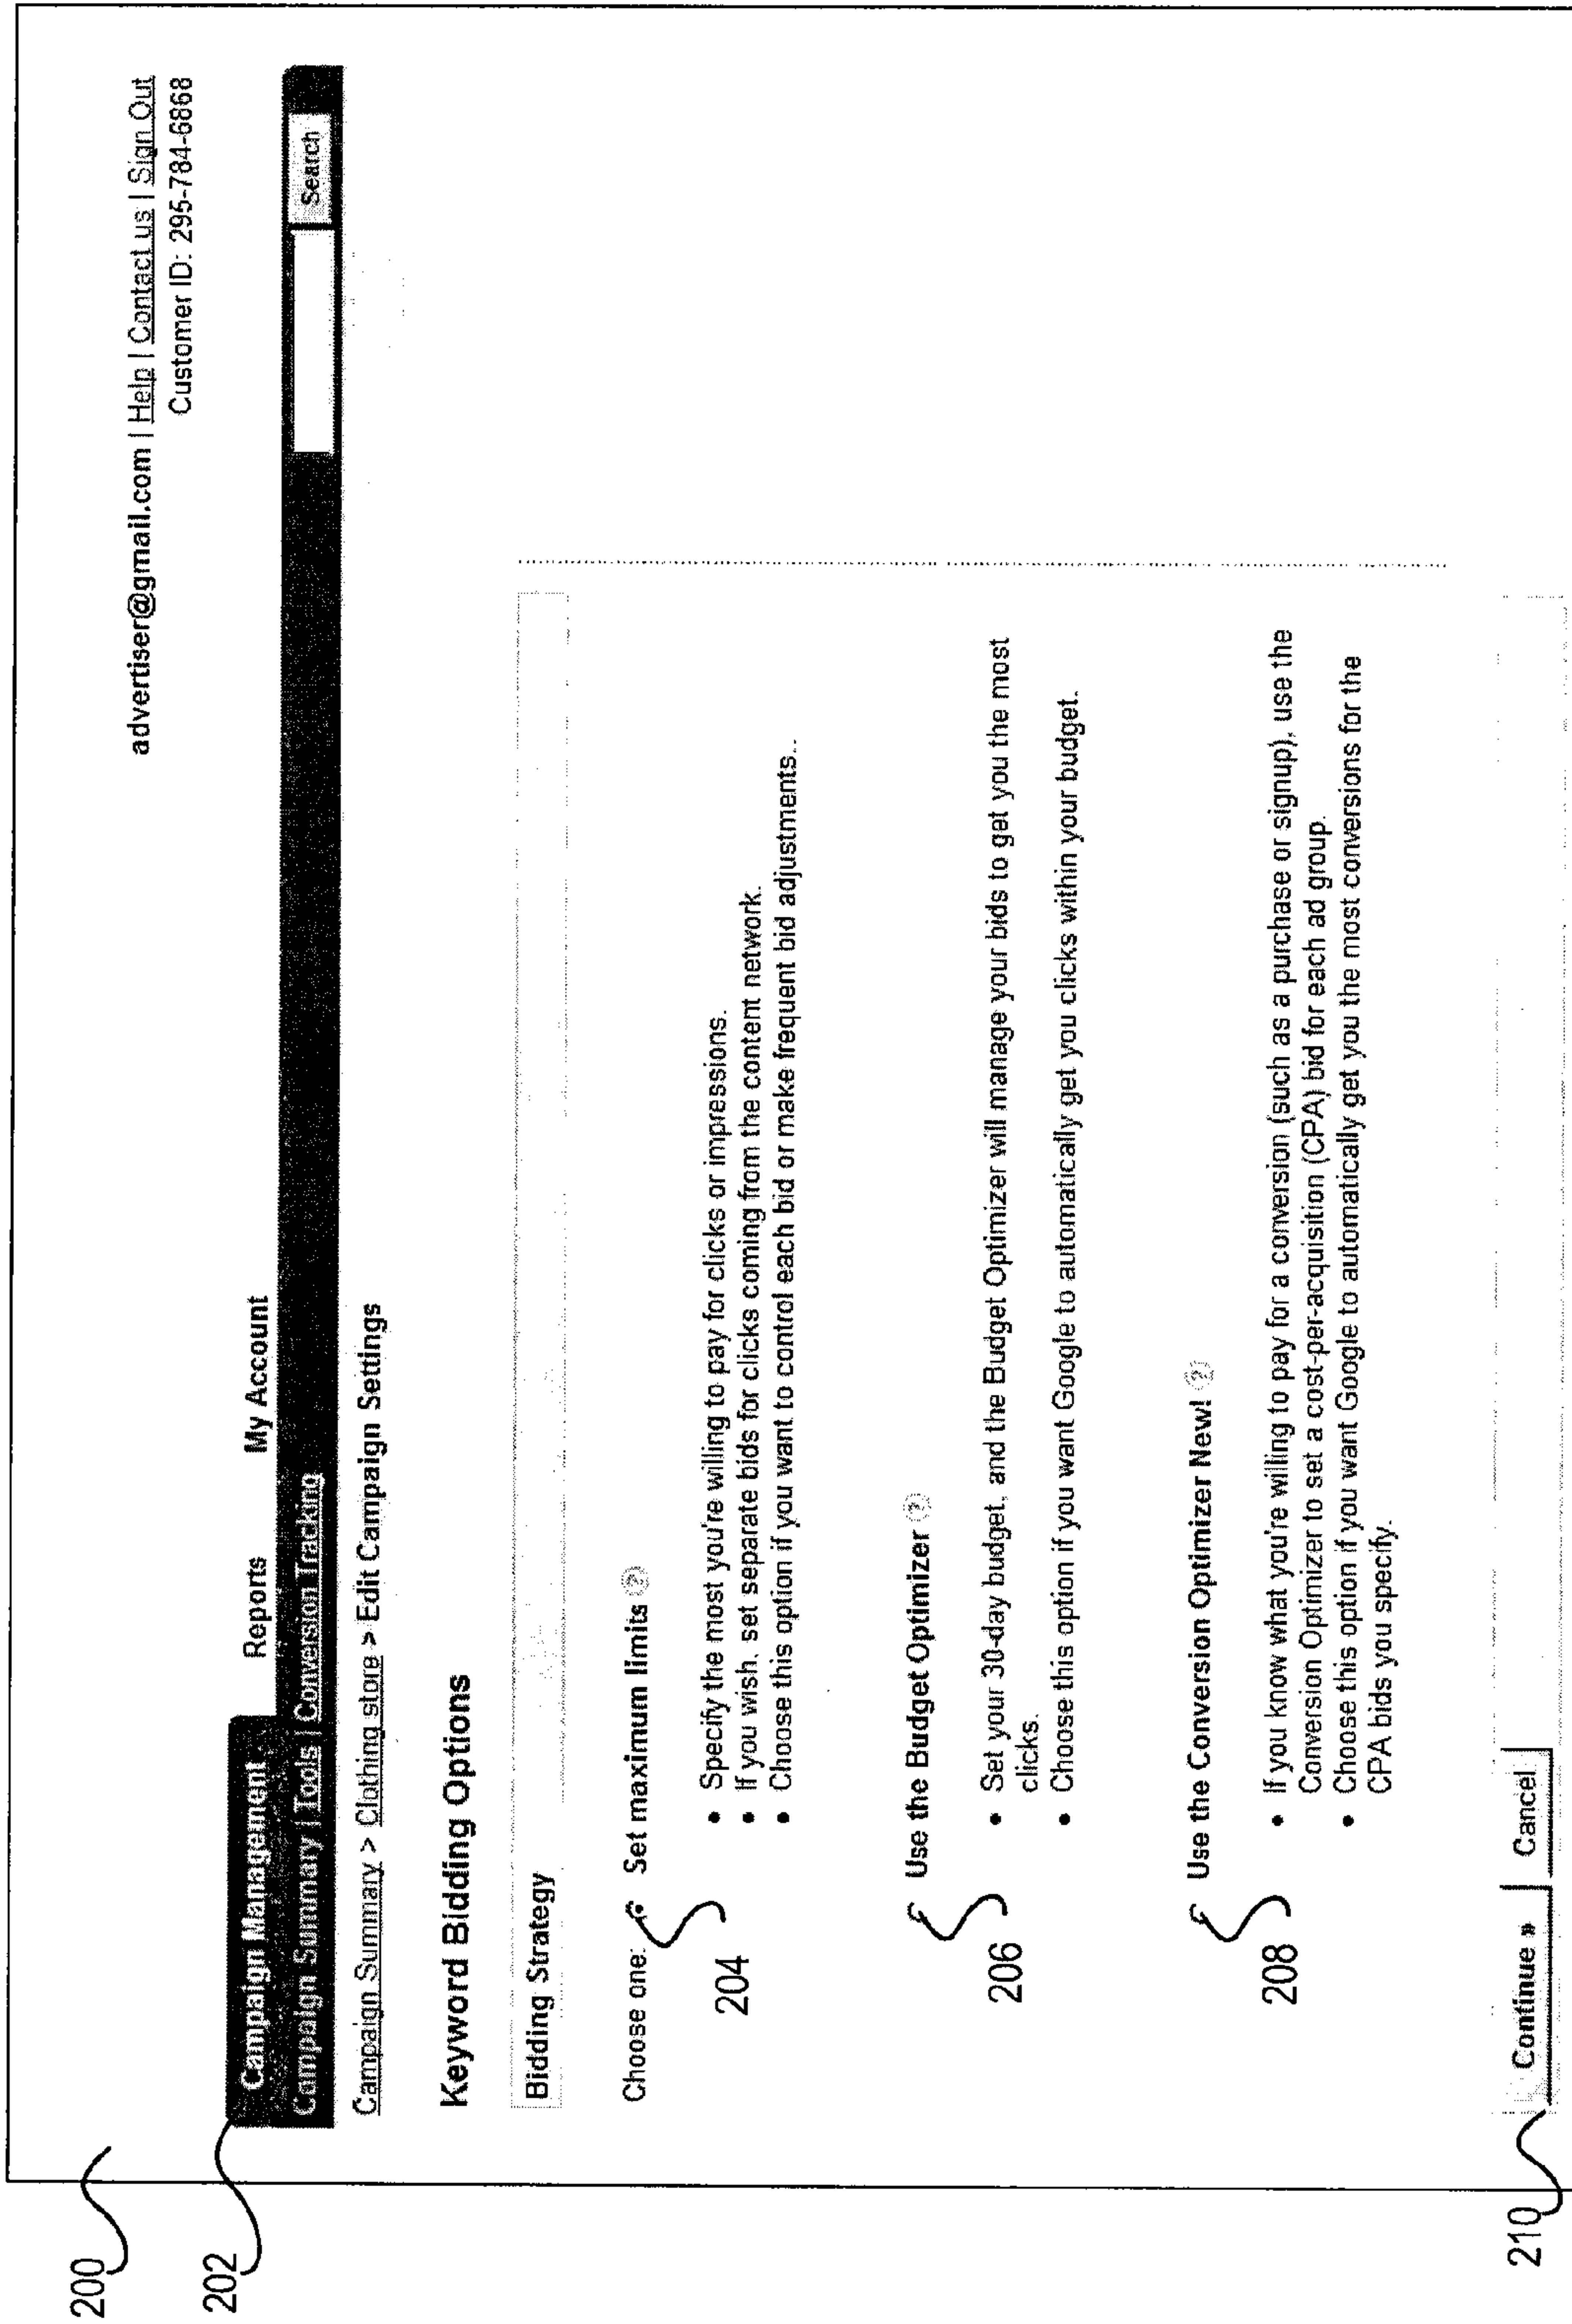 200
advertiser@gmail.com | Help | Contact us | Sign Out
Customer ID: 295-784-6868
202
Campaign Management Reports My Account
Campaign Summary | Tools | Conversion Tracking Search
Campaign Summary > Clothing store > Edit Campaign Settings
Keyword Bidding Options
Bidding Strategy
Choose one: Set maximum limits (?)
204
• Specify the most you're willing to pay for clicks or impressions.
• If you wish, set separate bids for clicks coming from the content network.
• Choose this option if you want to control each bid or make frequent bid adjustments..
Use the Budget Optimizer (?)
206
• Set your 30-day budget, and the Budget Optimizer will manage your bids to get you the most
clicks.
• Choose this option if you want Google to automatically get you clicks within your budget.
Use the Conversion Optimizer New! (?)
208
• If you know what you're willing to pay for a conversion (such as a purchase or signup), use the
Conversion Optimizer to set a cost-per-acquisition (CPA) bid for each ad group.
• Choose this option if you want Google to automatically get you the most conversions for the
CPA bids you specify.
Continue » Cancel
210